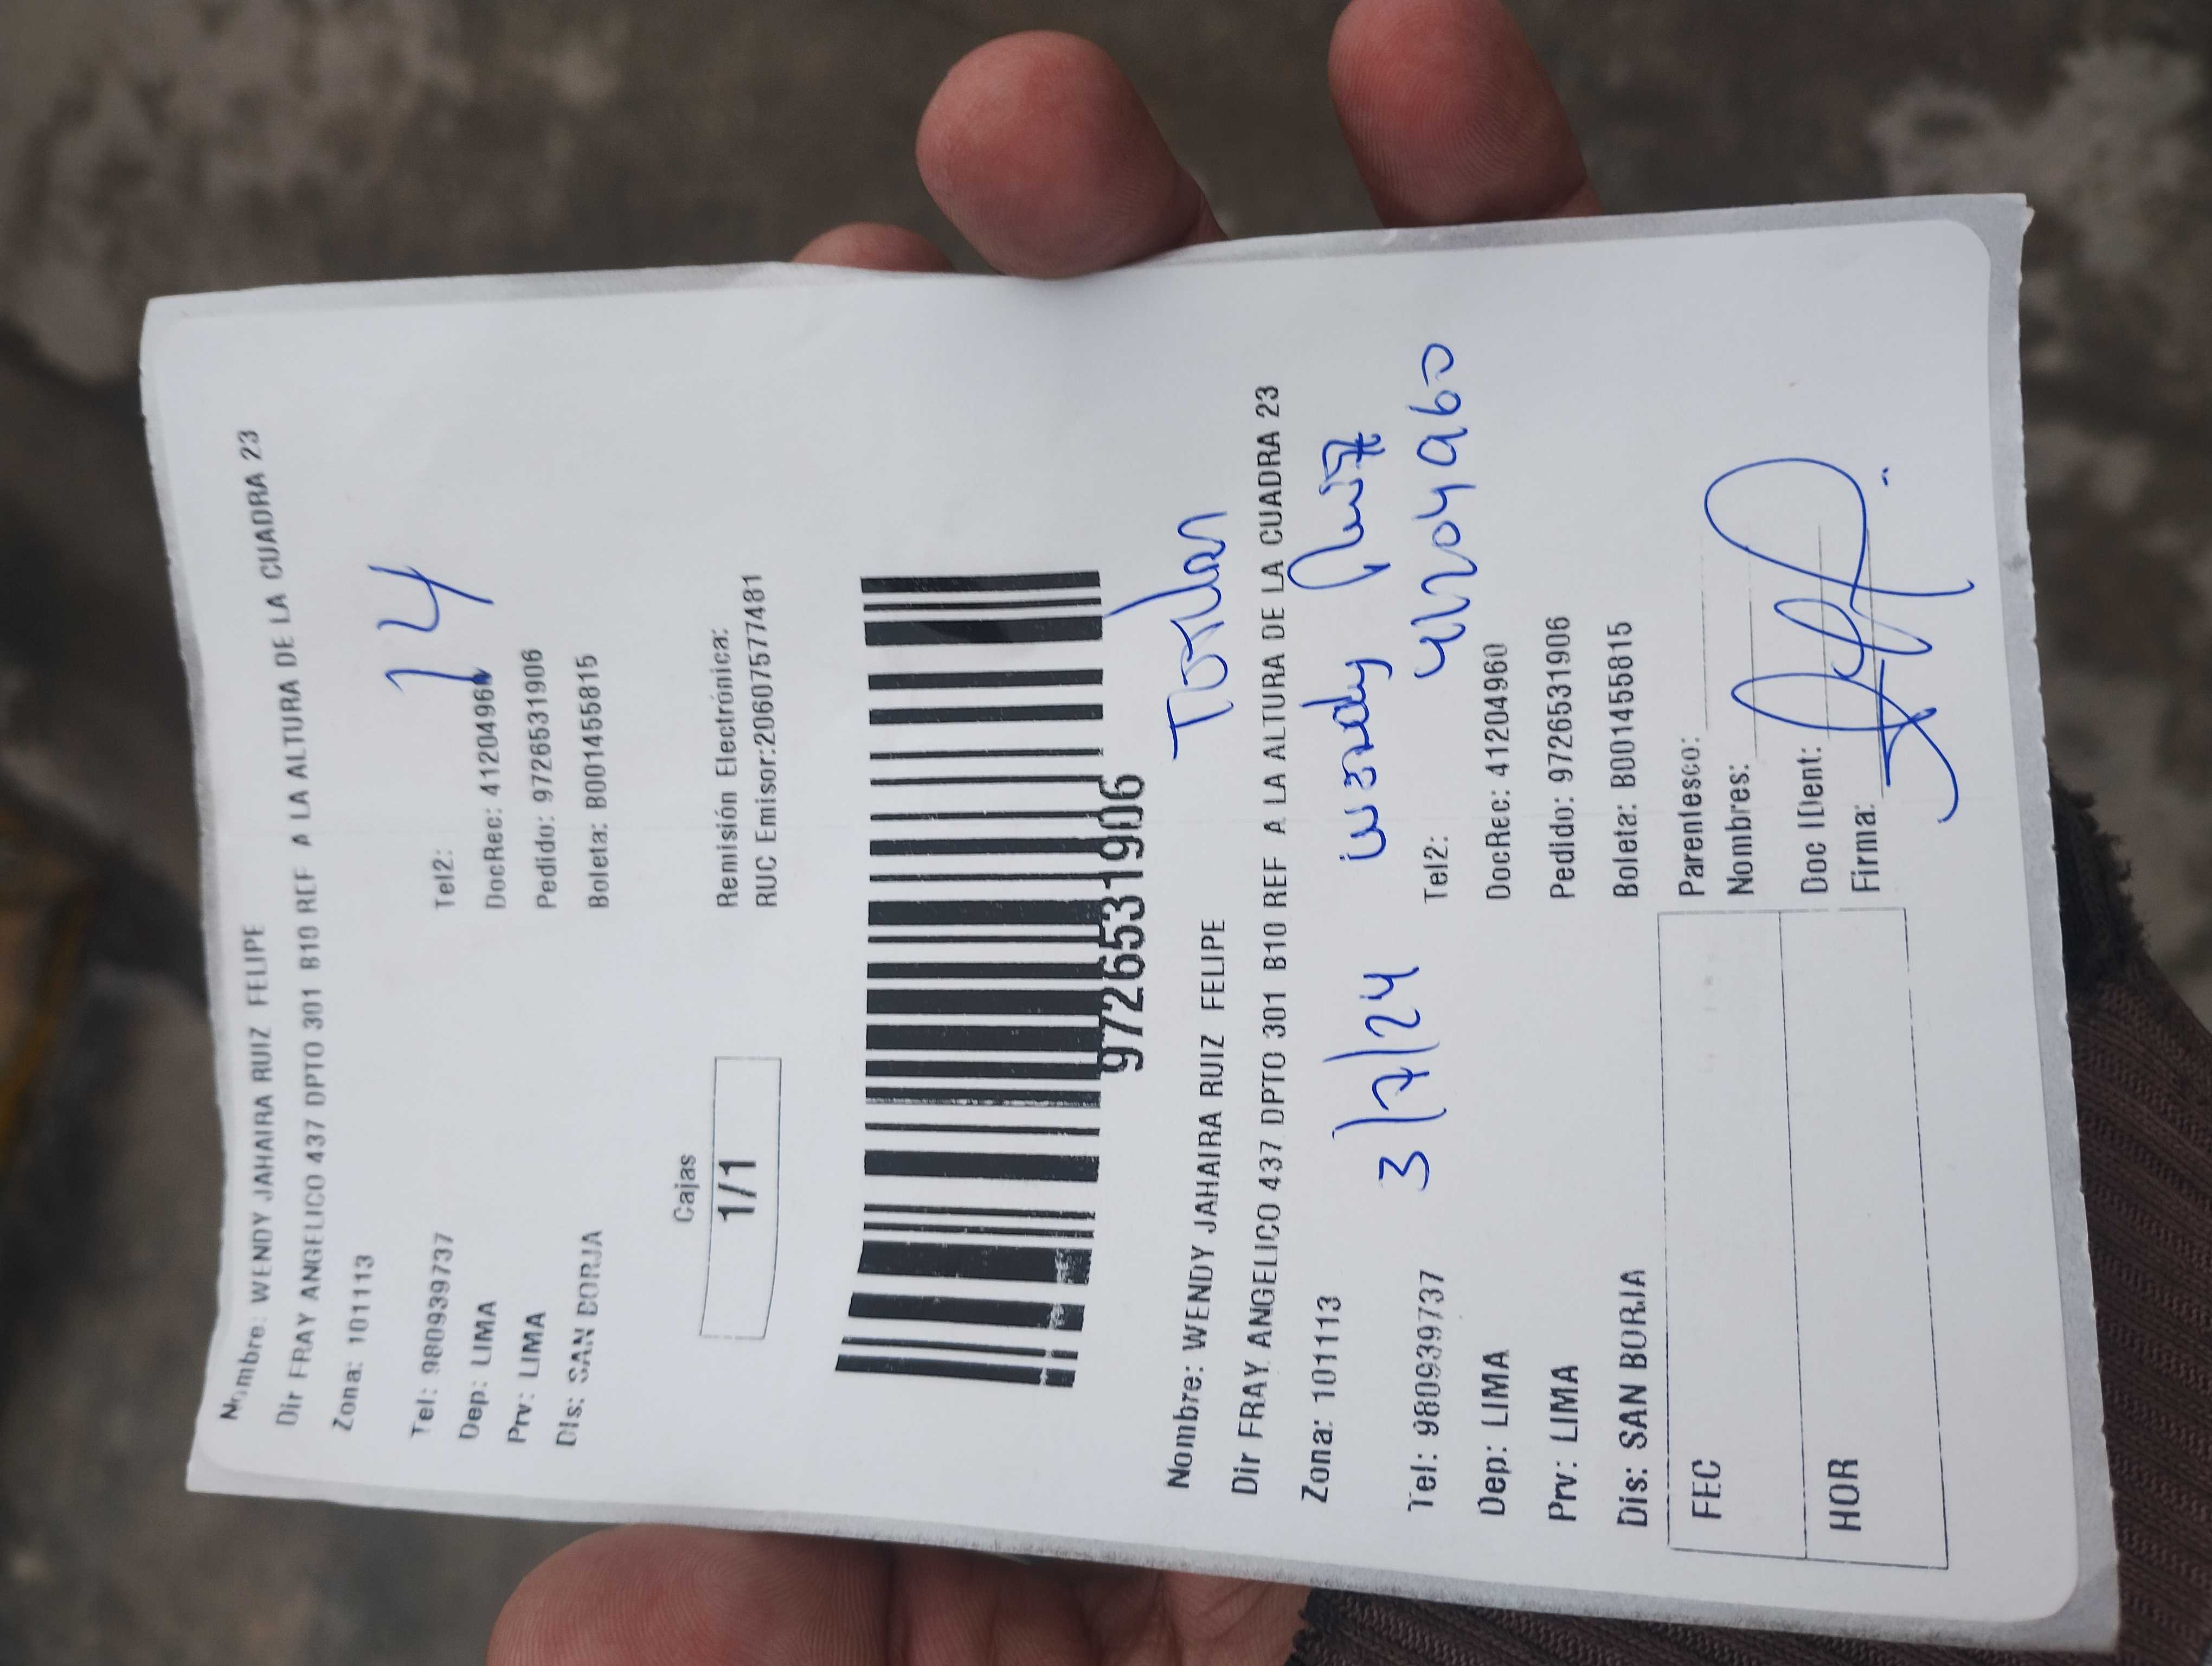 Nombre: WENDY JAHAIRA RUIZ FELIPE
Dir FRAY ANGELICO 437 DPTO 301 B10 REF A LA ALTURA DE LA CUADRA 23
Zona: 101113
14
Tel: 980939737 Tel2:
Dep: LIMA DocRec: 41204960
Prv: LIMA Pedido: 9726531906
Dis: SAN BORJA Boleta: B001455815
Cajas
1/1
Remisión Electrónica:
RUC Emisor:20607577481
9726531906
Nombre: WENDY JAHAIRA RUIZ FELIPE
Dir FRAY ANGELICO 437 DPTO 301 B10 REF A LA ALTURA DE LA CUADRA 23
Zona: 101113
3/7/24 Wendy Ruiz
41204960
Tel: 980939737 Tel2:
Dep: LIMA DocRec: 41204960
Prv: LIMA Pedido: 9726531906
Dis: SAN BORJA Boleta: B001455815
FEC
HOR
Parentesco:
Nombres:
Doc IDent:
Firma: